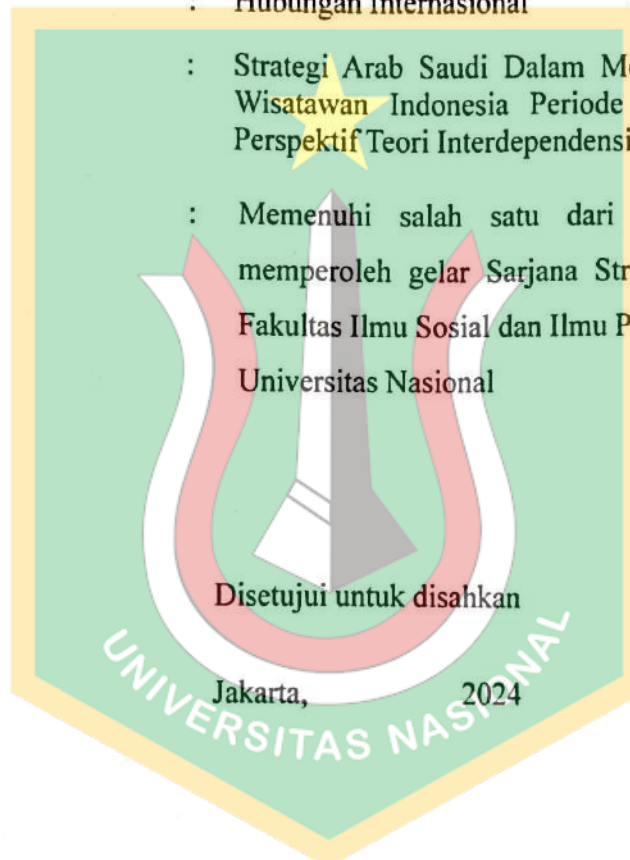 : Hubungan Internasional
: Strategi Arab Saudi Dalam
Wisatawan Indonesia Periode
Perspektif Teori Interdependensi
: Memenuhi salah satu dari
memperoleh gelar Sarjana
Fakultas Ilmu Sosial dan Ilmu
Universitas Nasional
Disetujui untuk disahkan
Jakarta, 2024
UNIVERSITAS NASIONAL